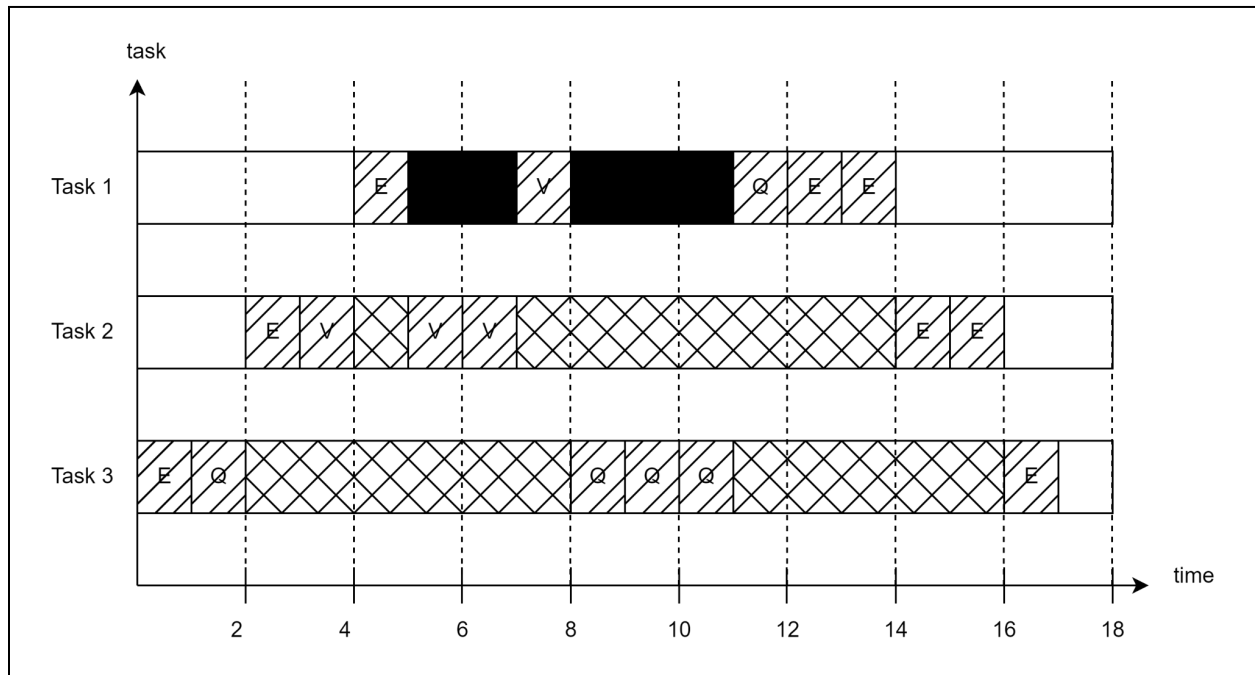 task
Task 1
E V Q E E
Task 2
E V V V E E
Task 3
E Q Q Q Q E
time
2 4 6 8 10 12 14 16 18